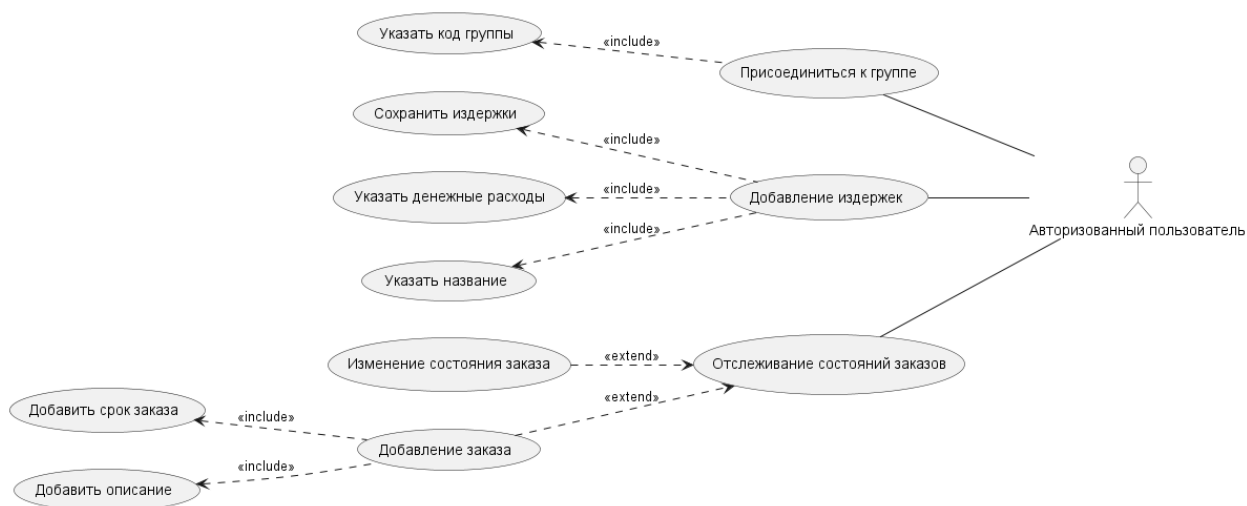 Указать код группы
«include»
Присоединиться к группе
Сохранить издержки
«include»
Указать денежные расходы
«include»
Добавление издержек
«include»
Указать название
Авторизованный пользователь
Изменение состояния заказа
«extend»
Отслеживание состояний заказов
«extend»
Добавить срок заказа
«include»
Добавление заказа
«include»
Добавить описание